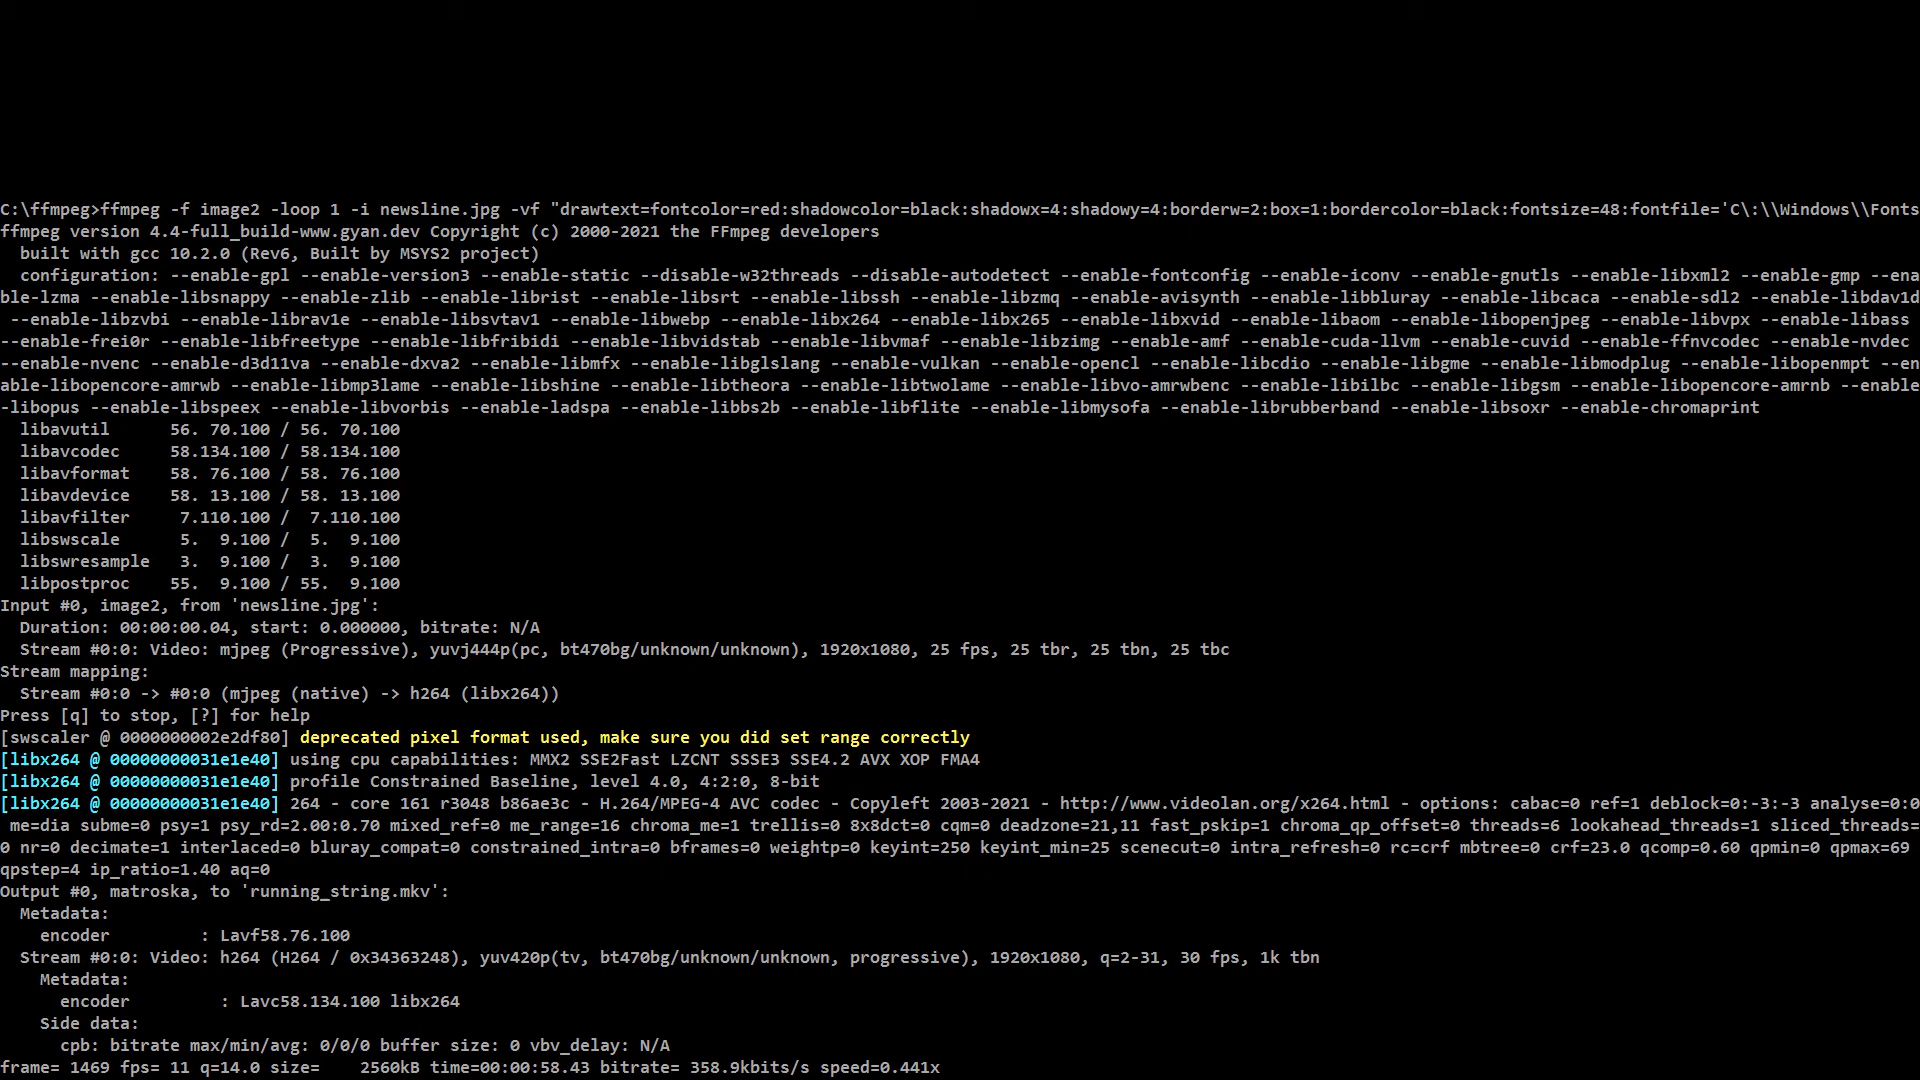 C:\ffmpeg>ffmpeg -f image2 -loop 1 -i newsline.jpg -vf "drawtext=fontcolor=red:shadowcolor=black:shadowx=4:shadowy=4:borderw=2:box=1:bordercolor=black:fontsize=48:fontfile='C\:\\Windows\\Fonts
ffmpeg version 4.4-full_build-www.gyan.dev Copyright (c) 2000-2021 the FFmpeg developers
  built with gcc 10.2.0 (Rev6, Built by MSYS2 project)
  configuration: --enable-gpl --enable-version3 --enable-static --disable-w32threads --disable-autodetect --enable-fontconfig --enable-iconv --enable-gnutls --enable-libxml2 --enable-gmp --ena
ble-lzma --enable-libsnappy --enable-zlib --enable-librist --enable-libsrt --enable-libssh --enable-libzmq --enable-avisynth --enable-libbluray --enable-libcaca --enable-sdl2 --enable-libdav1d
 --enable-libzvbi --enable-librav1e --enable-libsvtav1 --enable-libwebp --enable-libx264 --enable-libx265 --enable-libxvid --enable-libaom --enable-libopenjpeg --enable-libvpx --enable-libass
--enable-frei0r --enable-libfreetype --enable-libfribidi --enable-libvidstab --enable-libvmaf --enable-libzimg --enable-amf --enable-cuda-llvm --enable-cuvid --enable-ffnvcodec --enable-nvdec
--enable-nvenc --enable-d3d11va --enable-dxva2 --enable-libmfx --enable-libglslang --enable-vulkan --enable-opencl --enable-libcdio --enable-libgme --enable-libmodplug --enable-libopenmpt --en
able-libopencore-amrwb --enable-libmp3lame --enable-libshine --enable-libtheora --enable-libtwolame --enable-libvo-amrwbenc --enable-libilbc --enable-libgsm --enable-libopencore-amrnb --enable
-libopus --enable-libspeex --enable-libvorbis --enable-ladspa --enable-libbs2b --enable-libflite --enable-libmysofa --enable-librubberband --enable-libsoxr --enable-chromaprint
  libavutil      56. 70.100 / 56. 70.100
  libavcodec     58.134.100 / 58.134.100
  libavformat    58. 76.100 / 58. 76.100
  libavdevice    58. 13.100 / 58. 13.100
  libavfilter     7.110.100 /  7.110.100
  libswscale      5.  9.100 /  5.  9.100
  libswresample   3.  9.100 /  3.  9.100
  libpostproc    55.  9.100 / 55.  9.100
Input #0, image2, from 'newsline.jpg':
  Duration: 00:00:00.04, start: 0.000000, bitrate: N/A
  Stream #0:0: Video: mjpeg (Progressive), yuvj444p(pc, bt470bg/unknown/unknown), 1920x1080, 25 fps, 25 tbr, 25 tbn, 25 tbc
Stream mapping:
  Stream #0:0 -> #0:0 (mjpeg (native) -> h264 (libx264))
Press [q] to stop, [?] for help
[swscaler @ 0000000002e2df80] deprecated pixel format used, make sure you did set range correctly
[libx264 @ 00000000031e1e40] using cpu capabilities: MMX2 SSE2Fast LZCNT SSSE3 SSE4.2 AVX XOP FMA4
[libx264 @ 00000000031e1e40] profile Constrained Baseline, level 4.0, 4:2:0, 8-bit
[libx264 @ 00000000031e1e40] 264 - core 161 r3048 b86ae3c - H.264/MPEG-4 AVC codec - Copyleft 2003-2021 - http://www.videolan.org/x264.html - options: cabac=0 ref=1 deblock=0:-3:-3 analyse=0:0
 me=dia subme=0 psy=1 psy_rd=2.00:0.70 mixed_ref=0 me_range=16 chroma_me=1 trellis=0 8x8dct=0 cqm=0 deadzone=21,11 fast_pskip=1 chroma_qp_offset=0 threads=6 lookahead_threads=1 sliced_threads=
0 nr=0 decimate=1 interlaced=0 bluray_compat=0 constrained_intra=0 bframes=0 weightp=0 keyint=250 keyint_min=25 scenecut=0 intra_refresh=0 rc=crf mbtree=0 crf=23.0 qcomp=0.60 qpmin=0 qpmax=69
qpstep=4 ip_ratio=1.40 aq=0
Output #0, matroska, to 'running_string.mkv':
  Metadata:
    encoder         : Lavf58.76.100
  Stream #0:0: Video: h264 (H264 / 0x34363248), yuv420p(tv, bt470bg/unknown/unknown, progressive), 1920x1080, q=2-31, 30 fps, 1k tbn
    Metadata:
      encoder         : Lavc58.134.100 libx264
    Side data:
      cpb: bitrate max/min/avg: 0/0/0 buffer size: 0 vbv_delay: N/A
frame= 1469 fps= 11 q=14.0 size=    2560kB time=00:00:58.43 bitrate= 358.9kbits/s speed=0.441x